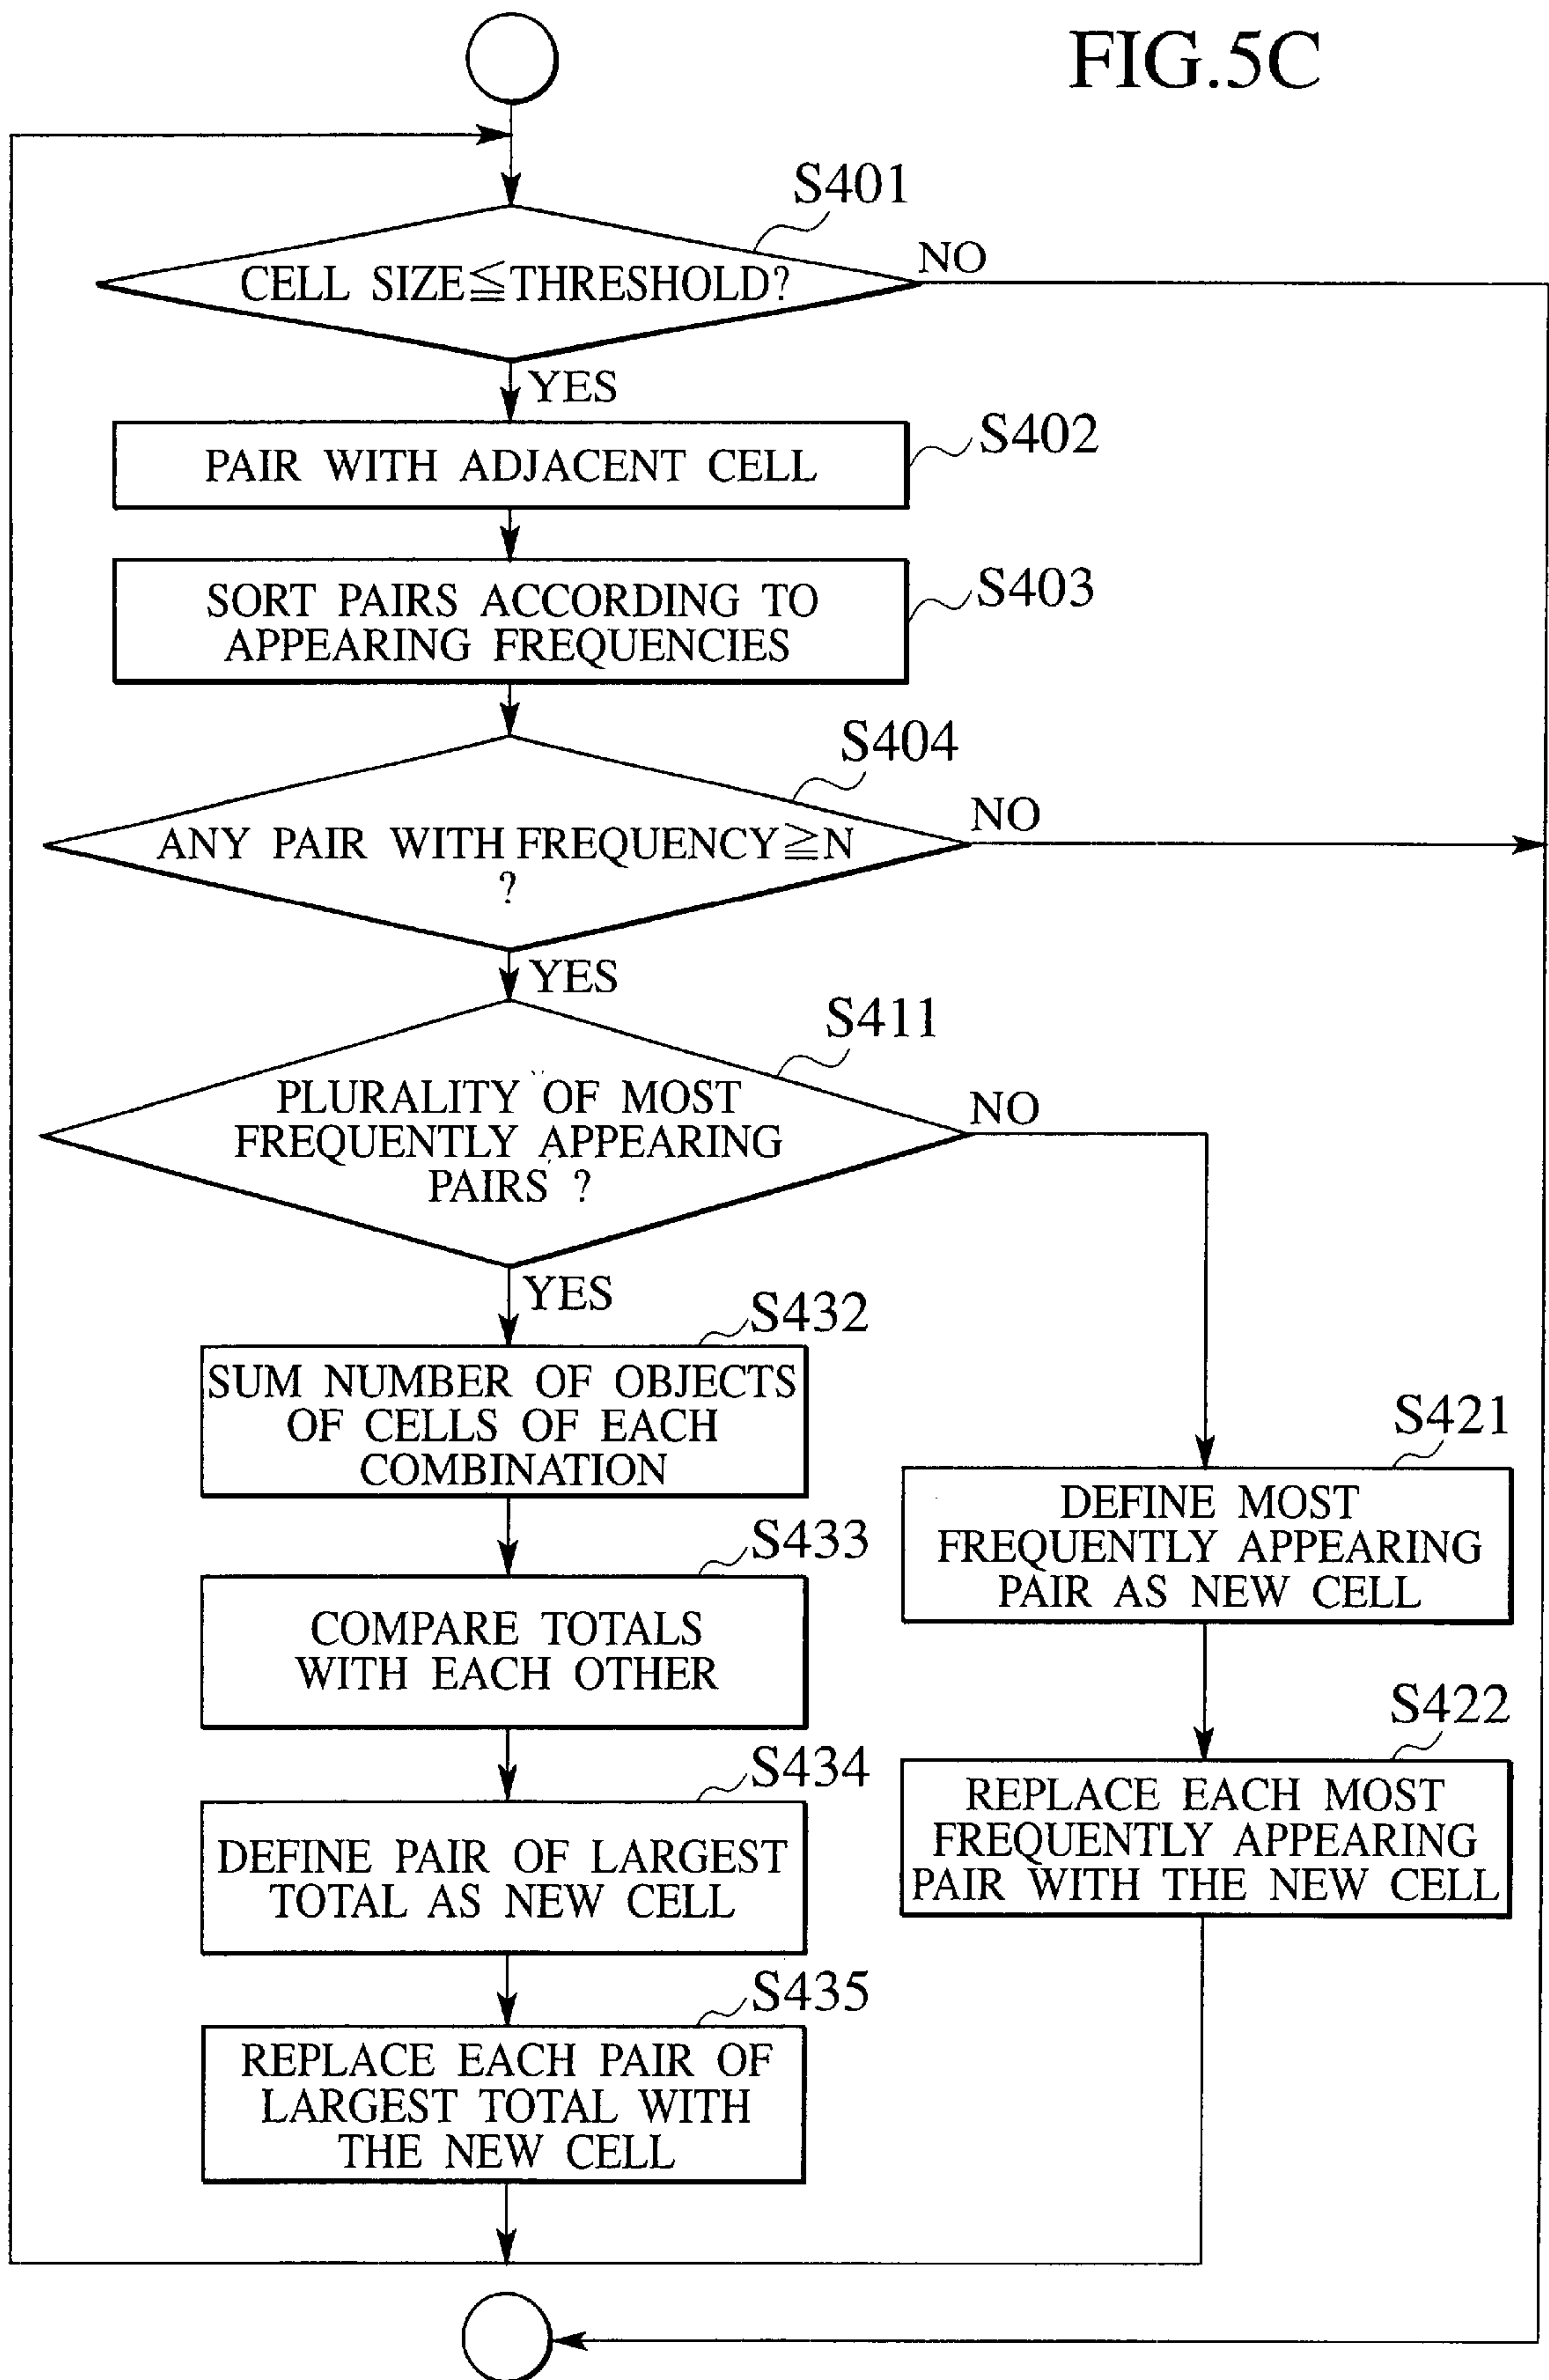 FIG.5C
S401
CELL SIZE≦THRESHOLD?
NO
YES
S402
PAIR WITH ADJACENT CELL
S403
SORT PAIRS ACCORDING TO
APPEARING FREQUENCIES
S404
ANY PAIR WITH FREQUENCY≧N
?
NO
YES
S411
PLURALITY OF MOST
FREQUENTLY APPEARING
PAIRS ?
NO
YES
S432
SUM NUMBER OF OBJECTS
OF CELLS OF EACH
COMBINATION
S433
COMPARE TOTALS
WITH EACH OTHER
S434
DEFINE PAIR OF LARGEST
TOTAL AS NEW CELL
S435
REPLACE EACH PAIR OF
LARGEST TOTAL WITH
THE NEW CELL
S421
DEFINE MOST
FREQUENTLY APPEARING
PAIR AS NEW CELL
S422
REPLACE EACH MOST
FREQUENTLY APPEARING
PAIR WITH THE NEW CELL